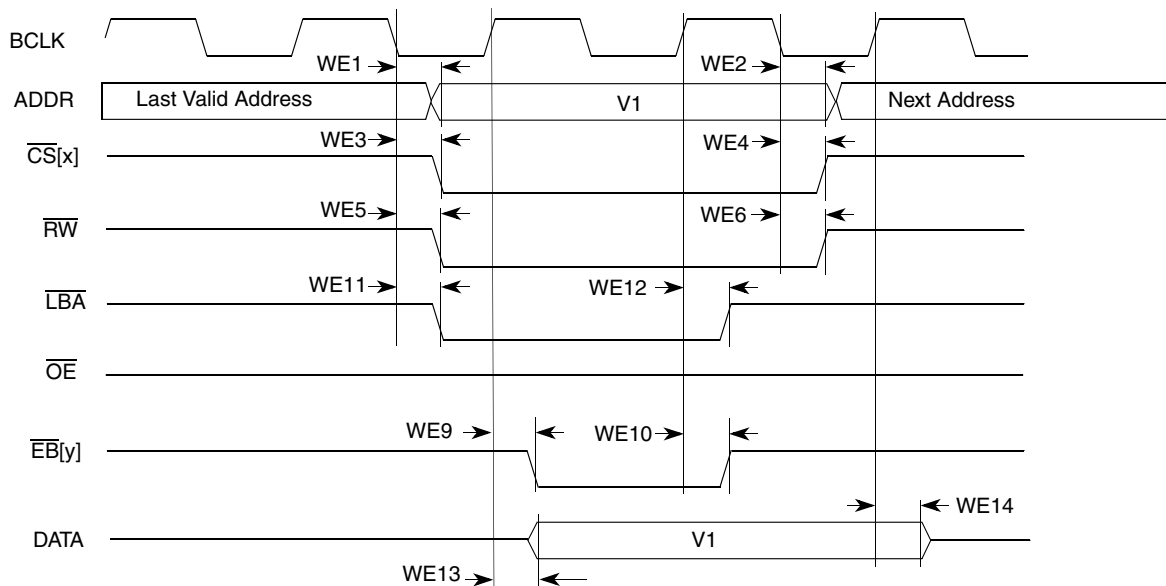 BCLK
WE1
WE2
ADDR
Last Valid Address
V1
Next Address
WE3
WE4
CS[x]
WE5
WE6
RW
WE11
WE12
LBA
OE
WE9
WE10
EB[y]
WE14
DATA
V1
WE13